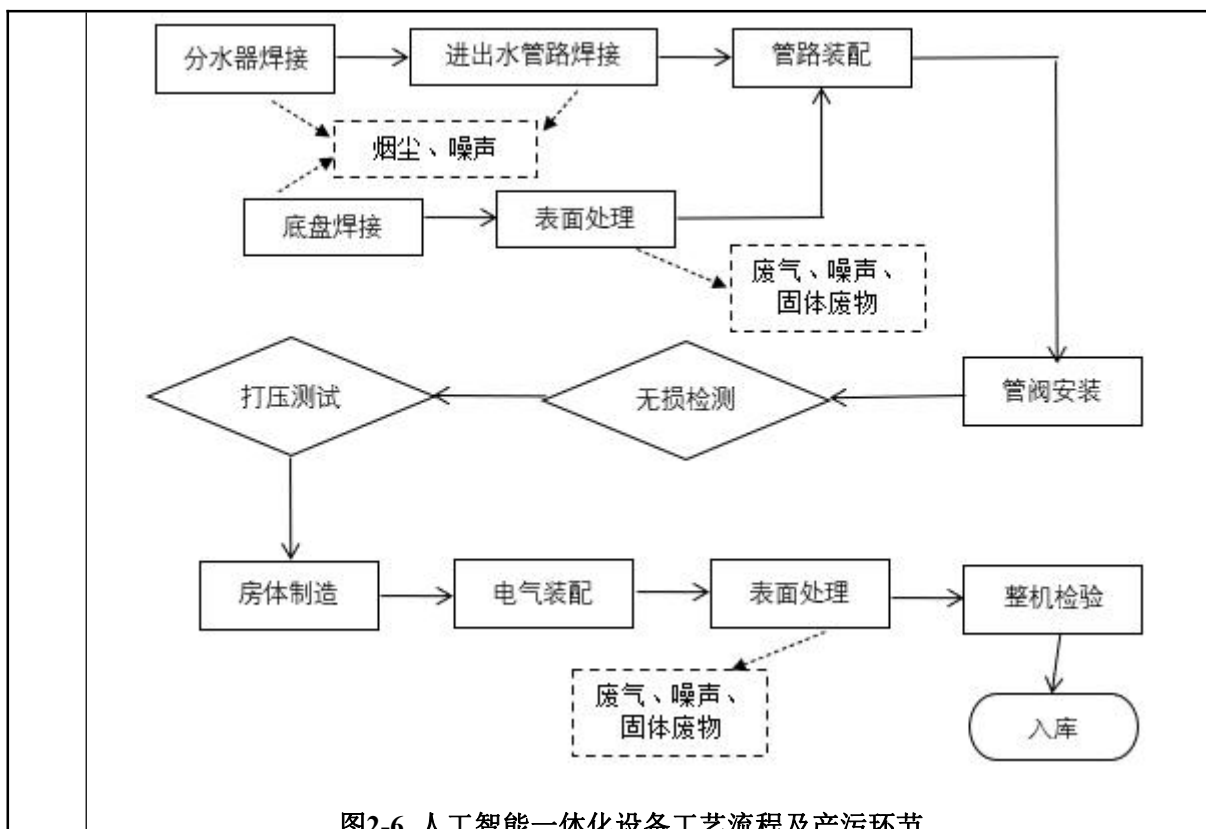 分水器焊接
进出水管路焊接
管路装配
烟尘、噪声
底盘焊接
表面处理
废气、噪声、
固体废物
打压测试
无损检测
管阀安装
房体制造
电气装配
表面处理
整机检验
废气、噪声、
固体废物
入库
图2-6 人工智能一体化设备工艺流程及产污环节